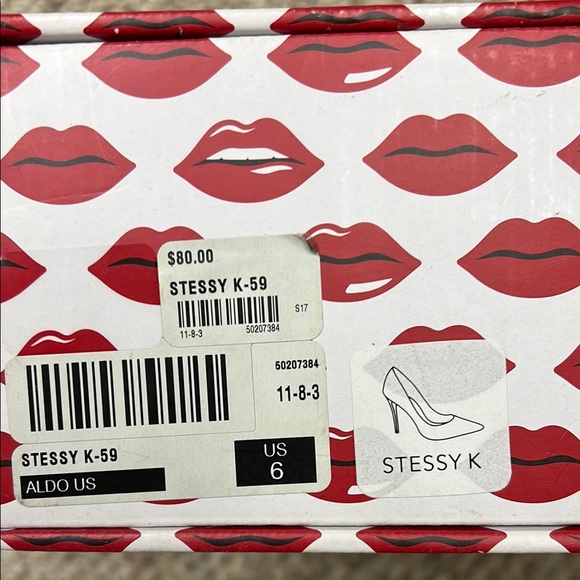 $80.00
STESSY K-59
S17
11-8-3 50207384
50207384
11-8-3
STESSY K-59
ALDO US
US
6
STESSY K